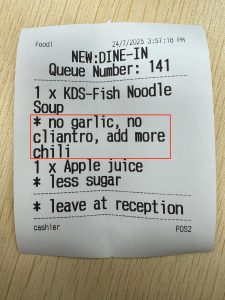 Food1 24/7/2025 3:57:18 PM
NEW:DINE-IN
Queue Number: 141
1 x KDS-Fish Noodle
Soup
* no garlic, no
cliantro, add more
chili
1 x Apple juice
* less sugar
* leave at reception
cashier POS2